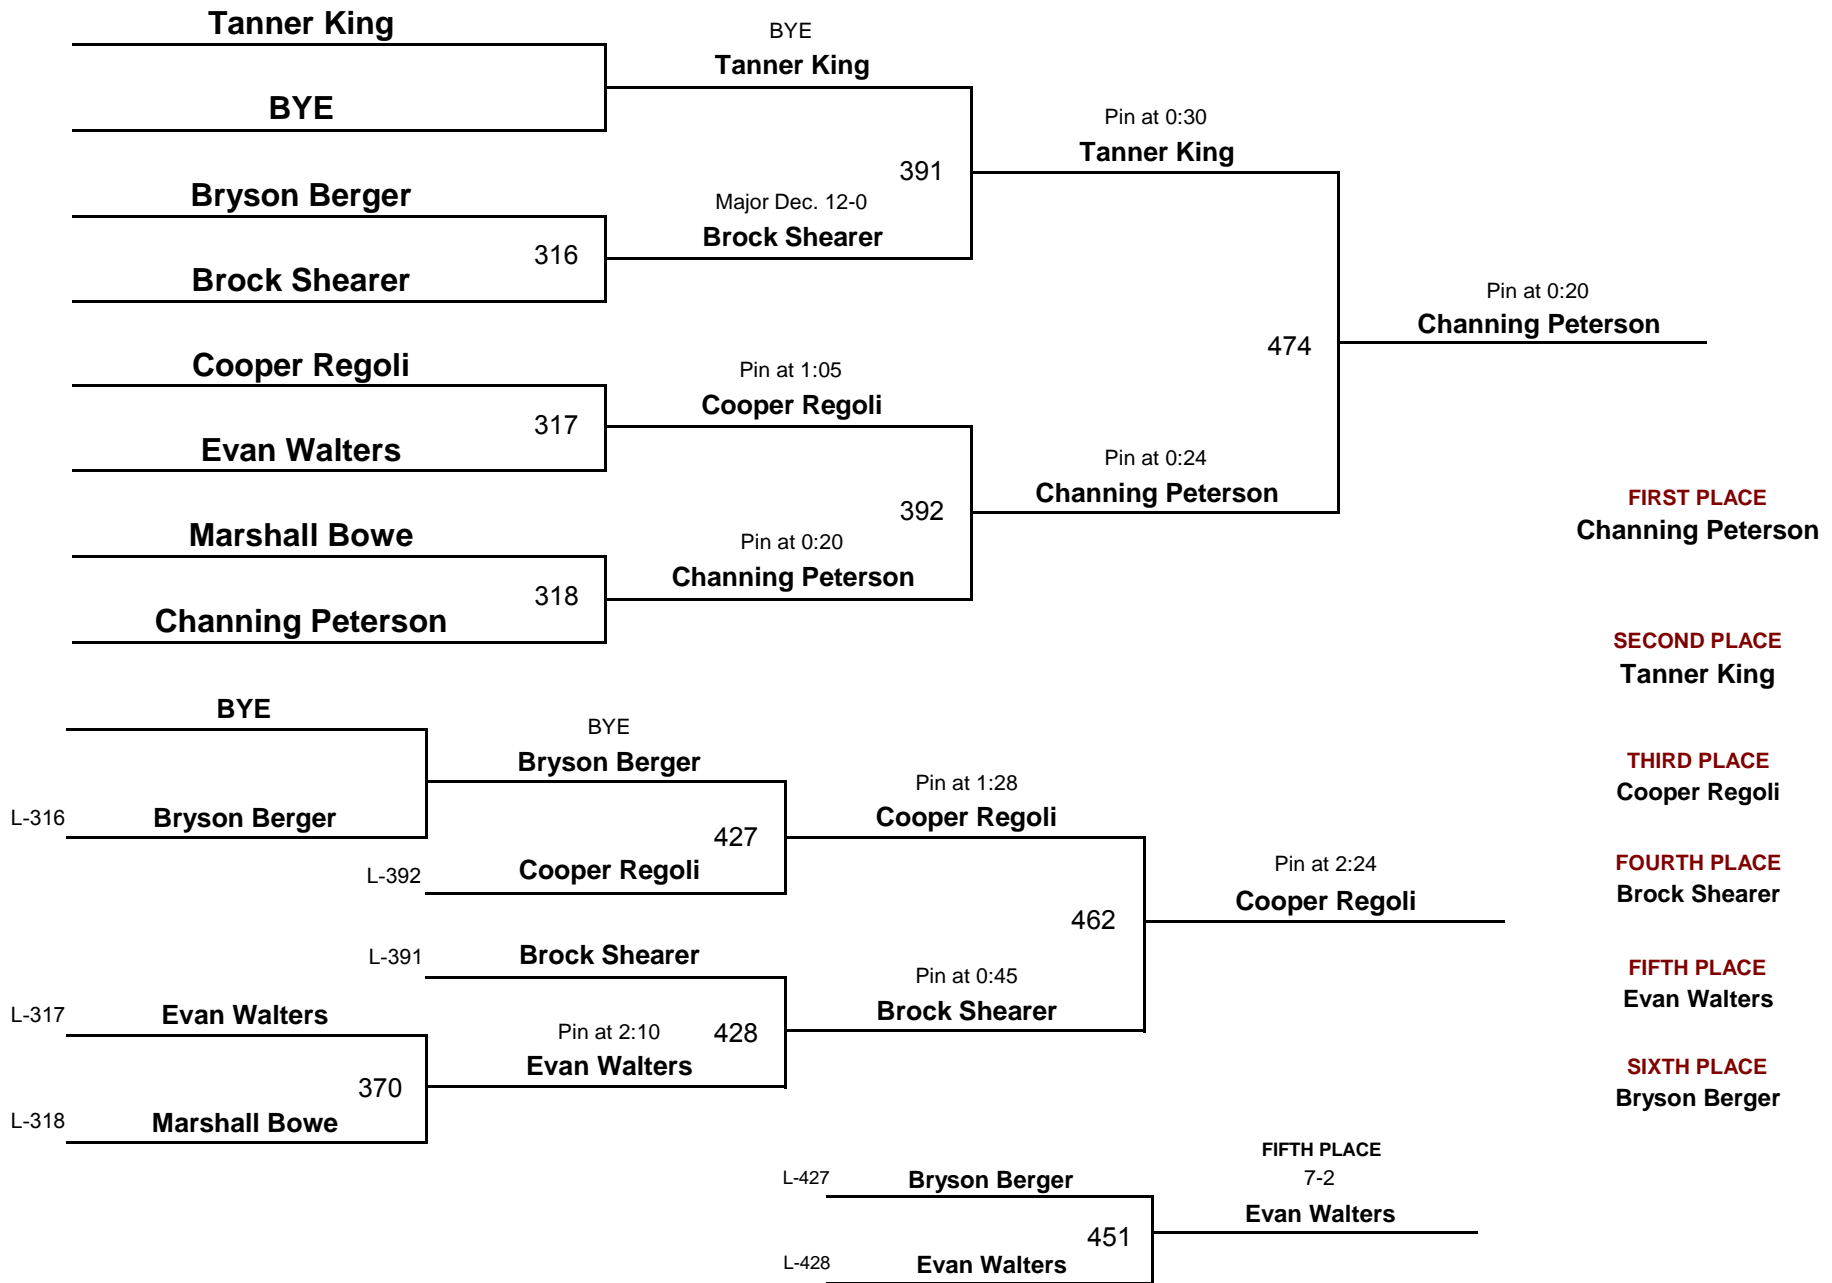 Tanner King
BYE
BYE
Tanner King
Pin at 0:30
Tanner King
391
Bryson Berger
Major Dec. 12-0
Brock Shearer
316
Brock Shearer
Pin at 0:20
Channing Peterson
474
Cooper Regoli
Pin at 1:05
Cooper Regoli
317
Evan Walters
Pin at 0:24
Channing Peterson
392
Marshall Bowe
Pin at 0:20
Channing Peterson
318
Channing Peterson
FIRST PLACE
Channing Peterson
SECOND PLACE
Tanner King
THIRD PLACE
Cooper Regoli
FOURTH PLACE
Brock Shearer
FIFTH PLACE
Evan Walters
SIXTH PLACE
Bryson Berger
BYE
BYE
Bryson Berger
L-316 Bryson Berger
427
Pin at 1:28
Cooper Regoli
L-392 Cooper Regoli
Pin at 2:24
Cooper Regoli
462
L-391 Brock Shearer
Pin at 0:45
Brock Shearer
L-317 Evan Walters
Pin at 2:10
Evan Walters
428
370
L-318 Marshall Bowe
FIFTH PLACE
7-2
Evan Walters
L-427 Bryson Berger
451
L-428 Evan Walters